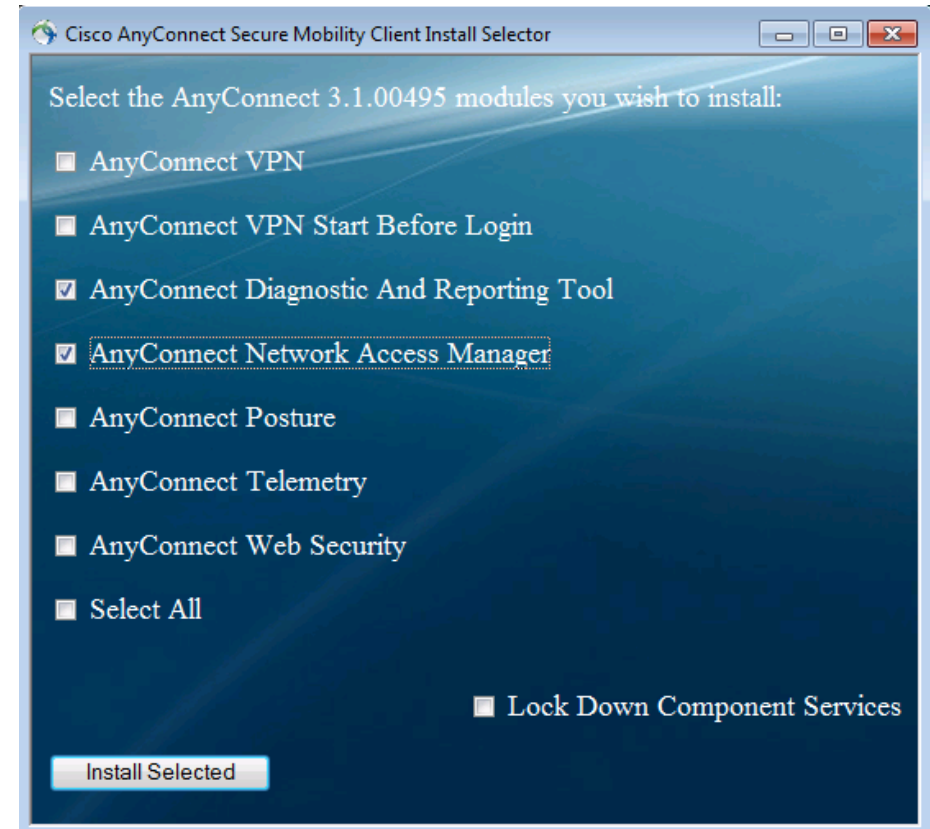 Cisco AnyConnect Secure Mobility Client Install Selector
Select the AnyConnect 3.1.00495 modules you wish to install:
AnyConnect VPN
AnyConnect VPN Start Before Login
AnyConnect Diagnostic And Reporting Tool
AnyConnect Network Access Manager
AnyConnect Posture
AnyConnect Telemetry
AnyConnect Web Security
Select All
Lock Down Component Services
Install Selected